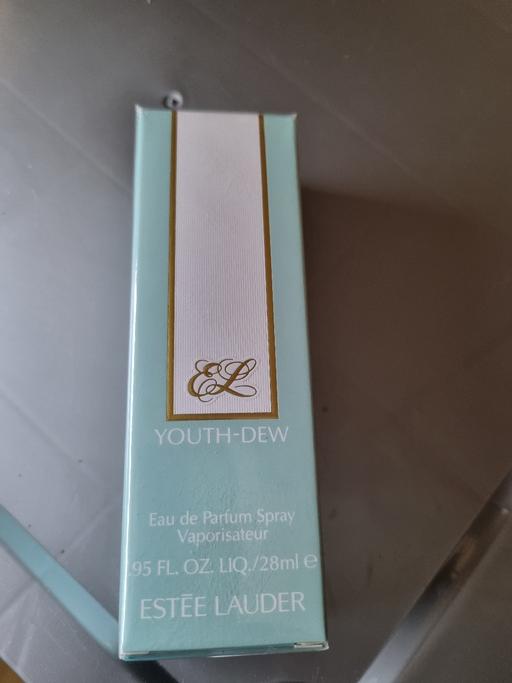 EL
YOUTH-DEW
Eau de Parfum Spray
Vaporisateur
.95 FL. OZ. LIQ./28ml ℮
ESTĒE LAUDER